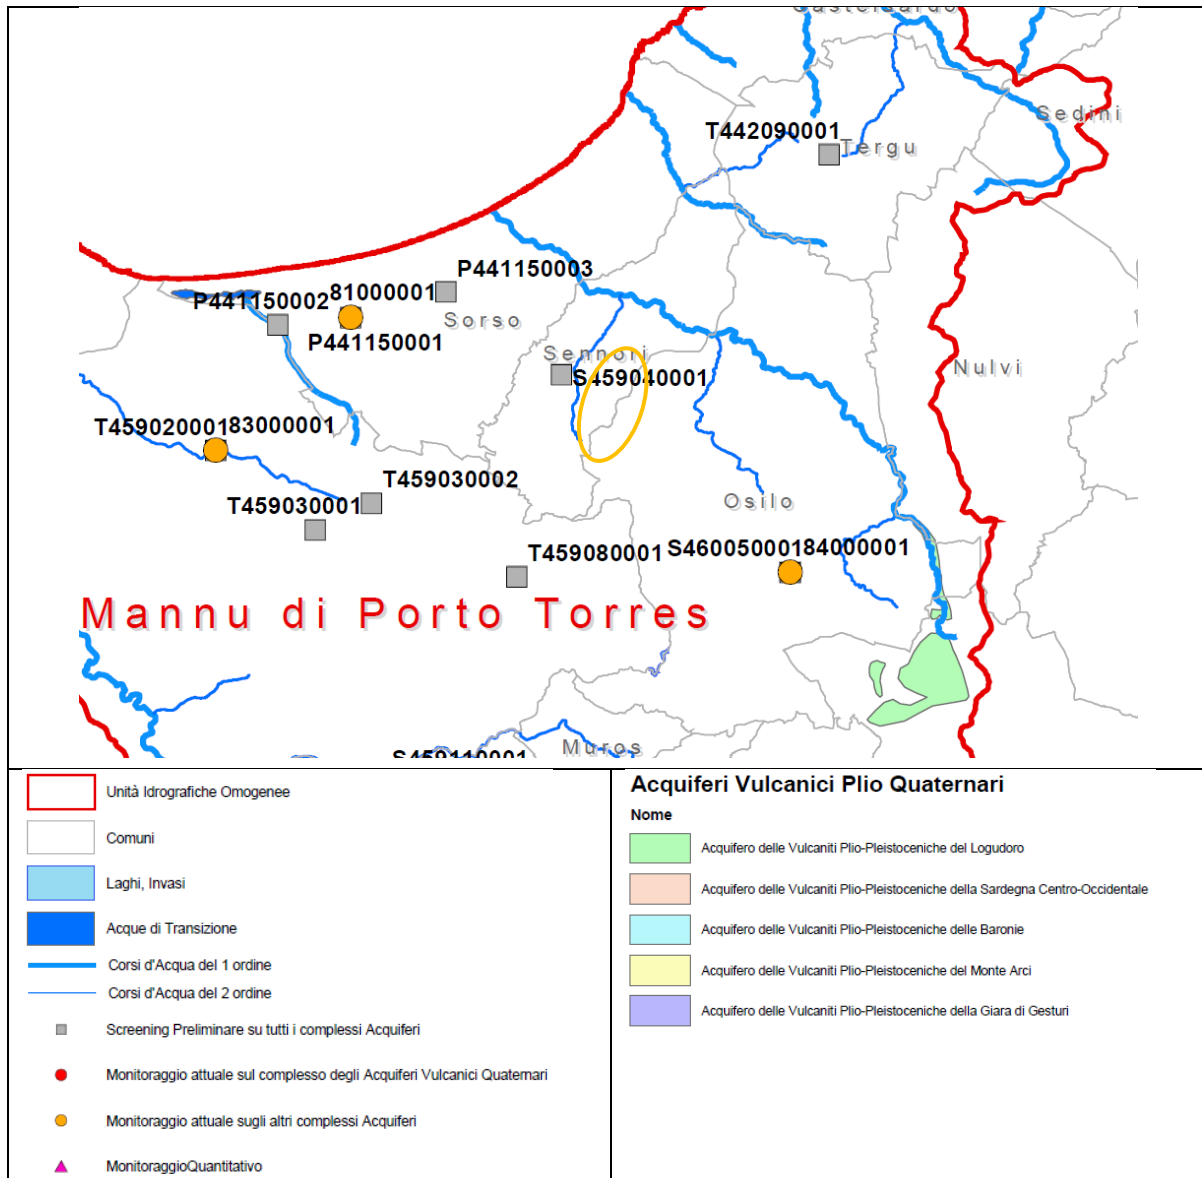 Castelsardo
Sedini
T442090001
Tergu
P441150003
P441150002
81000001
Sorso
P441150001
Sennori
S459040001
Nulvi
T459020001
83000001
T459030002
Osilo
T459030001
T459080001
S460050001
84000001
Mannu di Porto Torres
Muros
S459110001
Unità Idrografiche Omogenee
Comuni
Laghi, Invasi
Acque di Transizione
Corsi d'Acqua del 1 ordine
Corsi d'Acqua del 2 ordine
Screening Preliminare su tutti i complessi Acquiferi
Monitoraggio attuale sul complesso degli Acquiferi Vulcanici Quaternari
Monitoraggio attuale sugli altri complessi Acquiferi
MonitoraggioQuantitativo
Acquiferi Vulcanici Plio Quaternari
Nome
Acquifero delle Vulcaniti Plio-Pleistoceniche del Logudoro
Acquifero delle Vulcaniti Plio-Pleistoceniche della Sardegna Centro-Occidentale
Acquifero delle Vulcaniti Plio-Pleistoceniche delle Baronie
Acquifero delle Vulcaniti Plio-Pleistoceniche del Monte Arci
Acquifero delle Vulcaniti Plio-Pleistoceniche della Giara di Gesturi